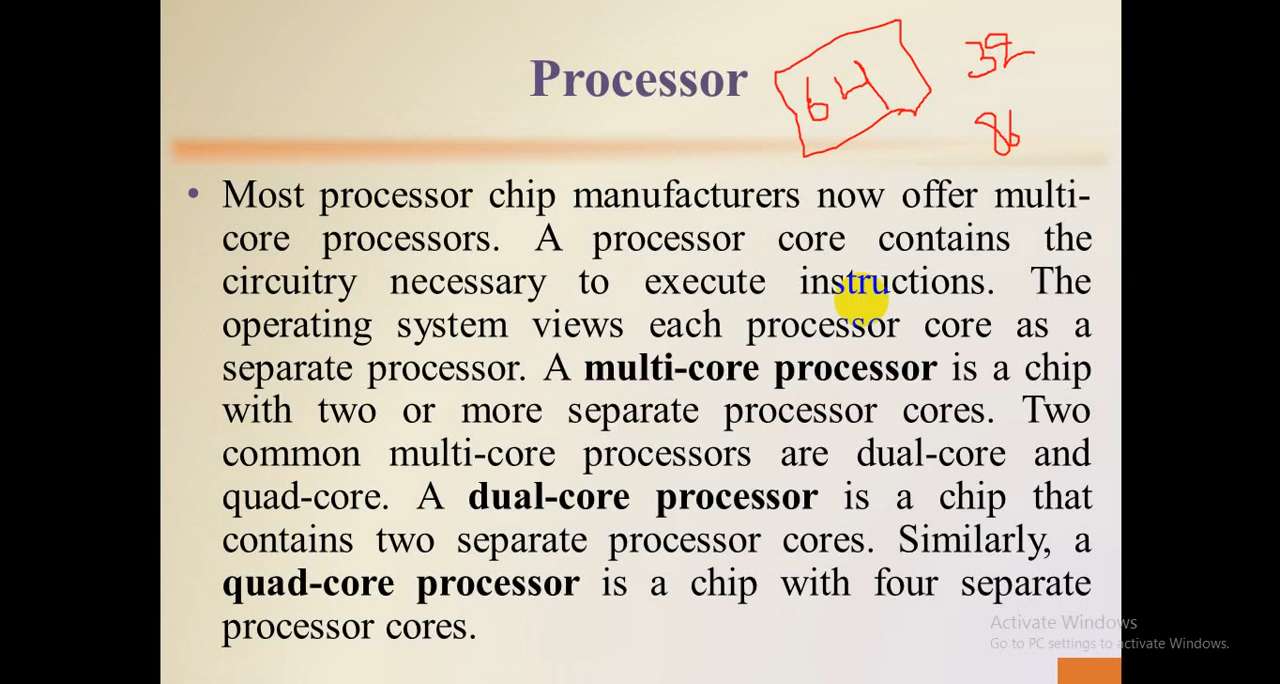 Processor
64
32
86
• Most processor chip manufacturers now offer multi-
core processors. A processor core contains the
circuitry necessary to execute instructions. The
operating system views each processor core as a
separate processor. A multi-core processor is a chip
with two or more separate processor cores. Two
common multi-core processors are dual-core and
quad-core. A dual-core processor is a chip that
contains two separate processor cores. Similarly, a
quad-core processor is a chip with four separate
processor cores.
Activate Windows
Go to PC settings to activate Windows.